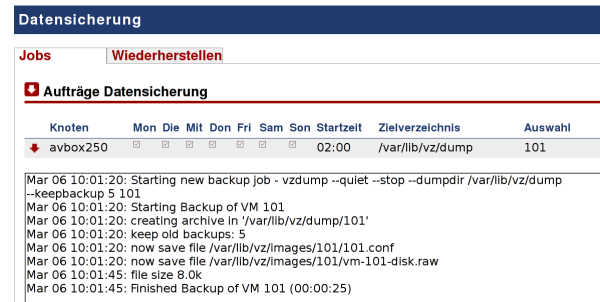 Datensicherung
Jobs Wiederherstellen
Aufträge Datensicherung
Knoten Mon Die Mit Don Fri Sam Son Startzeit Zielverzeichnis Auswahl
avbox250 02:00 /var/lib/vz/dump 101
Mar 06 10:01:20: Starting new backup job - vzdump --quiet --stop --dumpdir /var/lib/vz/dump
--keepbackup 5 101
Mar 06 10:01:20: Starting Backup of VM 101
Mar 06 10:01:20: creating archive in '/var/lib/vz/dump/101'
Mar 06 10:01:20: keep old backups: 5
Mar 06 10:01:20: now save file /var/lib/vz/images/101/101.conf
Mar 06 10:01:20: now save file /var/lib/vz/images/101/vm-101-disk.raw
Mar 06 10:01:45: file size 8.0k
Mar 06 10:01:45: Finished Backup of VM 101 (00:00:25)